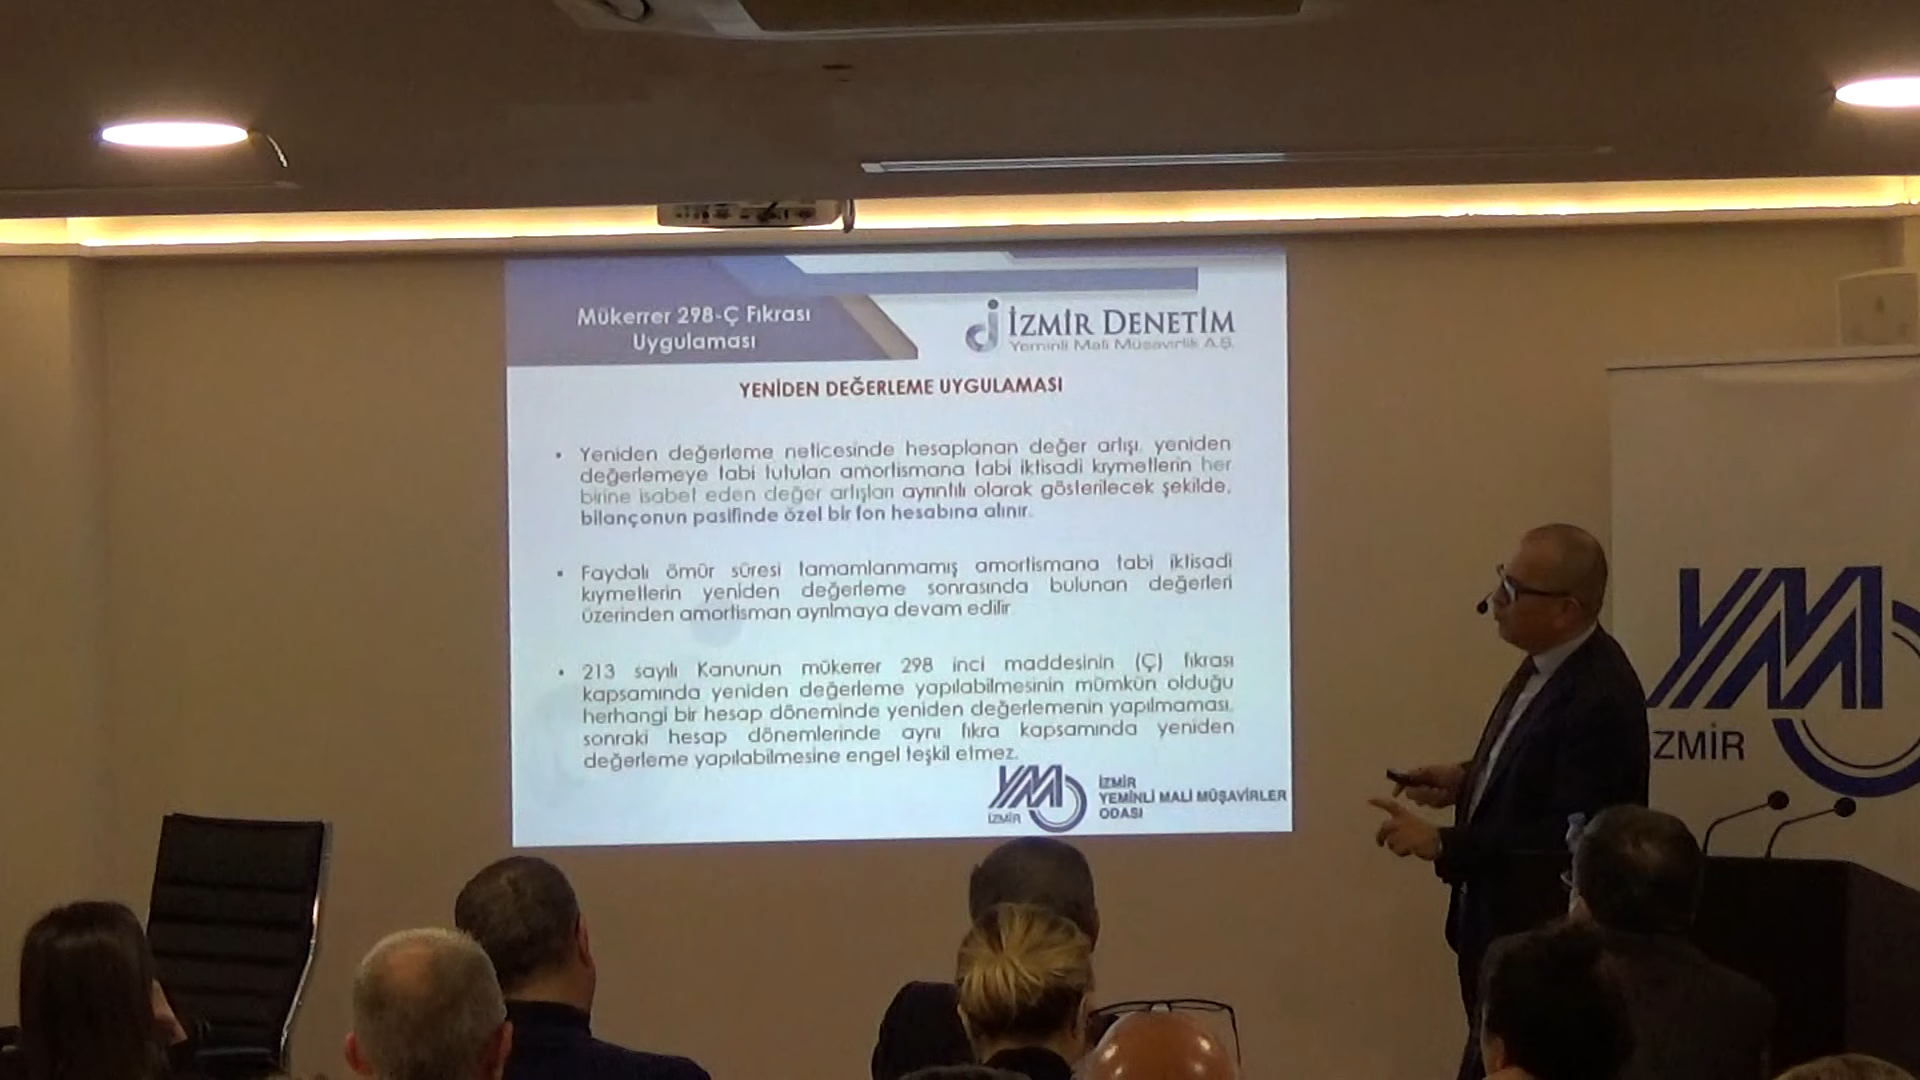 Mükerrer 298-Ç Fıkrası
Uygulaması
İZMİR DENETİM
Yeminli Mali Müşavirlik A.Ş.
YENİDEN DEĞERLEME UYGULAMASI
• Yeniden değerleme neticesinde hesaplanan değer artışı, yeniden
değerlemeye tabi tutulan amortismana tabi iktisadi kıymetlerin her
birine isabet eden değer artışları ayrıntılı olarak gösterilecek şekilde,
bilançonun pasifinde özel bir fon hesabına alınır.
• Faydalı ömür süresi tamamlanmamış amortismana tabi iktisadi
kıymetlerin yeniden değerleme sonrasında bulunan değerleri
üzerinden amortisman ayrılmaya devam edilir
• 213 sayılı Kanunun mükerrer 298 inci maddesinin (Ç) fıkrası
kapsamında yeniden değerleme yapılabilmesinin mümkün olduğu
herhangi bir hesap döneminde yeniden değerlemenin yapılmaması,
sonraki hesap dönemlerinde aynı fıkra kapsamında yeniden
değerleme yapılabilmesine engel teşkil etmez.
YMM
İZMİR
İZMİR
YEMİNLİ MALİ MÜŞAVİRLER
ODASI
YMM
İZMİR